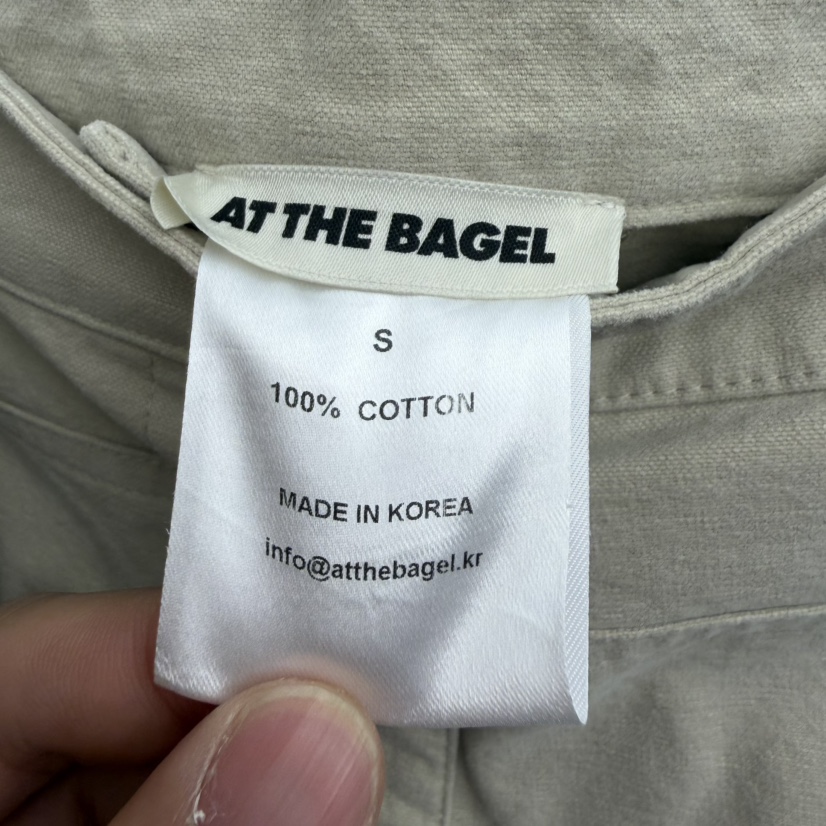 AT THE BAGEL
S
100% COTTON
MADE IN KOREA
info@atthebagel.kr